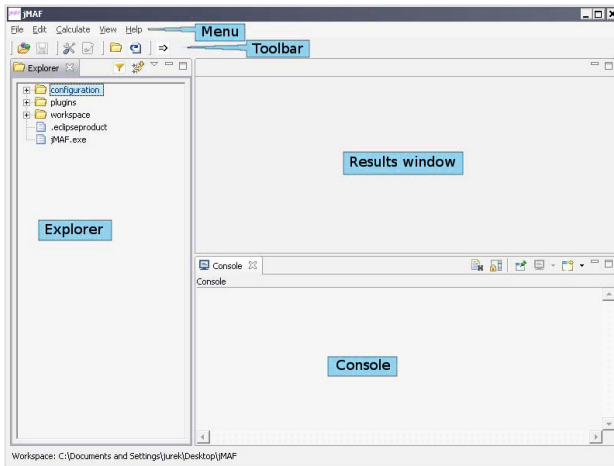 jMAF
File Edit Calculate View Help
Menu
Toolbar
Explorer
configuration
plugins
workspace
.eclipseproduct
jMAF.exe
Results window
Explorer
Console
Console
Console
Workspace: C:\Documents and Settings\jurek\Desktop\jMAF